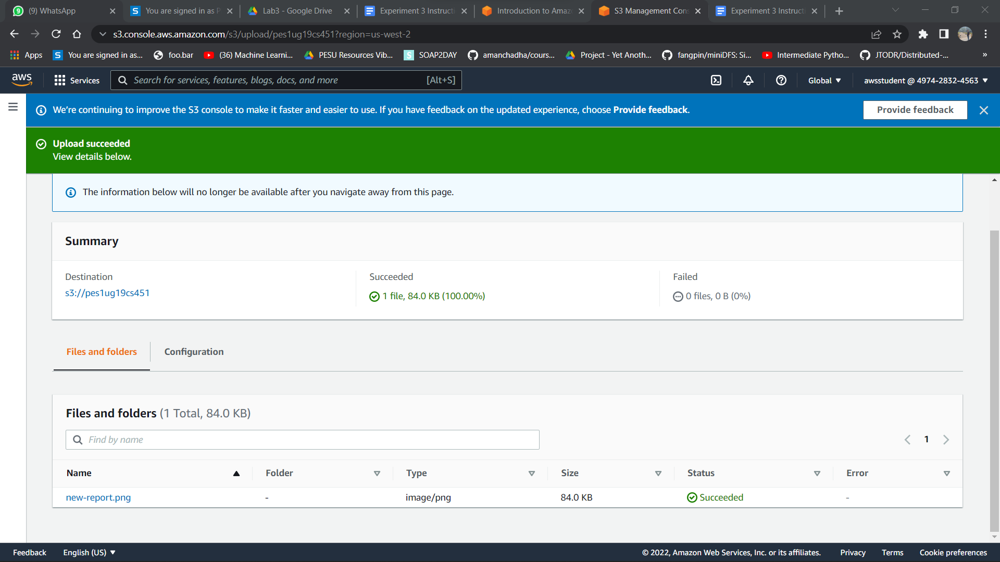 (9) WhatsApp
You are signed in as P
Lab3 - Google Drive
Experiment 3 Instructi
Introduction to Amaz
S3 Management Cons
Experiment 3 Instructi
s3.console.aws.amazon.com/s3/upload/pes1ug19cs451?region=us-west-2
Apps
You are signed in as...
foo.bar
(36) Machine Learni...
PESU Resources Vib...
SOAP2DAY
amanchadha/cours...
Project - Yet Anoth...
fangpin/miniDFS: Si...
Intermediate Pytho...
JTODR/Distributed-...
»
aws
Services
Search for services, features, blogs, docs, and more
[Alt+S]
Global
awsstudent @ 4974-2832-4563
We're continuing to improve the S3 console to make it faster and easier to use. If you have feedback on the updated experience, choose Provide feedback.
Provide feedback
Upload succeeded
View details below.
The information below will no longer be available after you navigate away from this page.
Summary
Destination
s3://pes1ug19cs451
Succeeded
1 file, 84.0 KB (100.00%)
Failed
0 files, 0 B (0%)
Files and folders
Configuration
Files and folders (1 Total, 84.0 KB)
Find by name
1
Name Folder Type Size Status Error
new-report.png - image/png 84.0 KB Succeeded -
Feedback
English (US)
© 2022, Amazon Web Services, Inc. or its affiliates.
Privacy
Terms
Cookie preferences